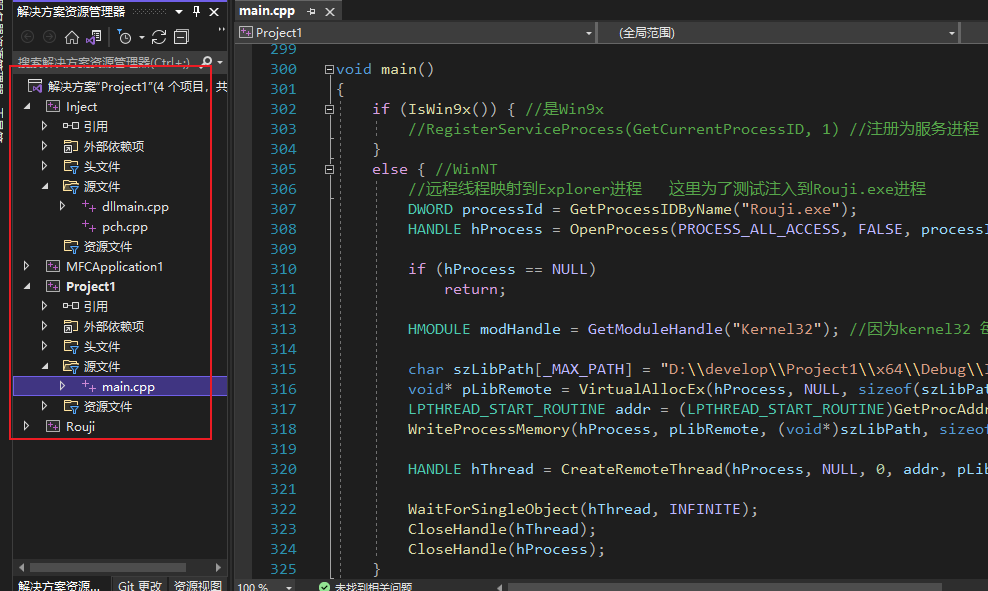 解决方案资源管理器
搜索解决方案资源管理器(Ctrl+;)
解决方案"Project1"(4 个项目，共
Inject
引用
外部依赖项
头文件
源文件
dllmain.cpp
pch.cpp
资源文件
MFCApplication1
Project1
引用
外部依赖项
头文件
源文件
main.cpp
资源文件
Rouji
解决方案资源... Git 更改 资源视图
main.cpp
Project1 (全局范围)
299
300 void main()
301 {
302 if (IsWin9x()) { //是Win9x
303 //RegisterServiceProcess(GetCurrentProcessID, 1) //注册为服务进程
304 }
305 else { //WinNT
306 //远程线程映射到Explorer进程 这里为了测试注入到Rouji.exe进程
307 DWORD processId = GetProcessIDByName("Rouji.exe");
308 HANDLE hProcess = OpenProcess(PROCESS_ALL_ACCESS, FALSE, processI
309
310 if (hProcess == NULL)
311 return;
312
313 HMODULE modHandle = GetModuleHandle("Kernel32"); //因为kernel32 每
314
315 char szLibPath[_MAX_PATH] = "D:\\develop\\Project1\\x64\\Debug\\I
316 void* pLibRemote = VirtualAllocEx(hProcess, NULL, sizeof(szLibPat
317 LPTHREAD_START_ROUTINE addr = (LPTHREAD_START_ROUTINE)GetProcAddr
318 WriteProcessMemory(hProcess, pLibRemote, (void*)szLibPath, sizeof
319
320 HANDLE hThread = CreateRemoteThread(hProcess, NULL, 0, addr, pLib
321
322 WaitForSingleObject(hThread, INFINITE);
323 CloseHandle(hThread);
324 CloseHandle(hProcess);
325 }
100 % 未找到相关问题